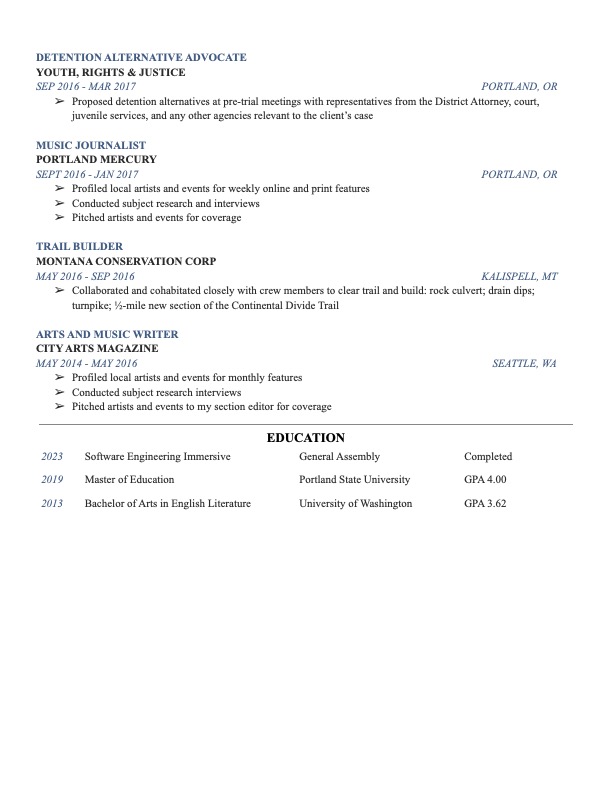 DETENTION ALTERNATIVE ADVOCATE
YOUTH, RIGHTS & JUSTICE
SEP 2016 - MAR 2017 PORTLAND, OR
➢ Proposed detention alternatives at pre-trial meetings with representatives from the District Attorney, court,
juvenile services, and any other agencies relevant to the client's case
MUSIC JOURNALIST
PORTLAND MERCURY
SEPT 2016 - JAN 2017 PORTLAND, OR
➢ Profiled local artists and events for weekly online and print features
➢ Conducted subject research and interviews
➢ Pitched artists and events for coverage
TRAIL BUILDER
MONTANA CONSERVATION CORP
MAY 2016 - SEP 2016 KALISPELL, MT
➢ Collaborated and cohabitated closely with crew members to clear trail and build: rock culvert; drain dips;
turnpike; ½-mile new section of the Continental Divide Trail
ARTS AND MUSIC WRITER
CITY ARTS MAGAZINE
MAY 2014 - MAY 2016 SEATTLE, WA
➢ Profiled local artists and events for monthly features
➢ Conducted subject research interviews
➢ Pitched artists and events to my section editor for coverage
EDUCATION
2023 Software Engineering Immersive General Assembly Completed
2019 Master of Education Portland State University GPA 4.00
2013 Bachelor of Arts in English Literature University of Washington GPA 3.62